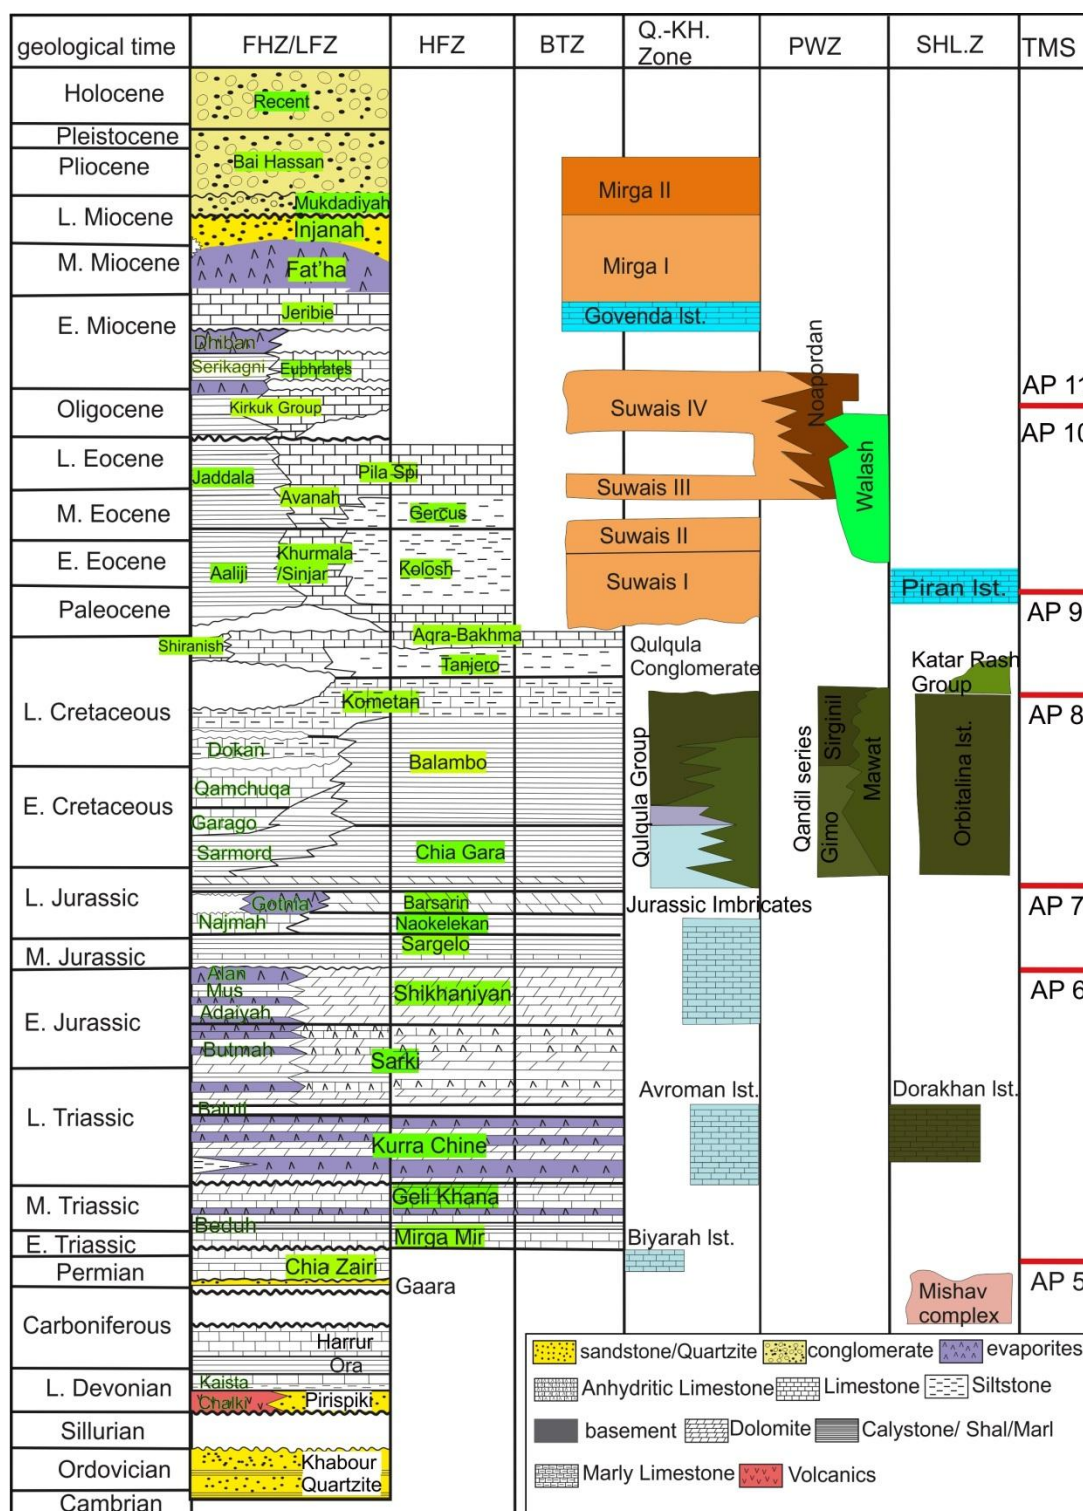 geological time
FHZ/LFZ
HFZ
BTZ
Q.-KH.
Zone
PWZ
SHL.Z
TMS
Holocene
Recent
Pleistocene
Pliocene
Bai Hassan
Mirga II
Mukdadiyah
L. Miocene
Injanah
M. Miocene
Fat'ha
Mirga I
E. Miocene
Jeribie
Govenda lst.
Dhiban
Serikagni
Euphrates
Noapordan
AP 11
Oligocene
Kirkuk Group
Suwais IV
AP 10
L. Eocene
Jaddala
Pila Spi
Walash
Avanah
Suwais III
M. Eocene
Gercus
Suwais II
E. Eocene
Khurmala
/Sinjar
Aaliji
Kolosh
Suwais I
Piran lst.
Paleocene
AP 9
Shiranish
Aqra-Bakhma
Tanjero
Qulqula
Conglomerate
Katar Rash
Group
L. Cretaceous
Kometan
AP 8
Dokan
Balambo
Qulqula Group
Qandil series
Sirginil
Gimo
Mawat
Orbitalina lst.
E. Cretaceous
Qamchuqa
Garago
Sarmord
Chia Gara
L. Jurassic
Gotnia
Barsarin
Jurassic Imbricates
AP 7
Najmah
Naokelekan
M. Jurassic
Sargelo
Alan
AP 6
Mus
Shikhaniyan
E. Jurassic
Adaiyah
Butmah
Sarki
L. Triassic
Avroman lst.
Dorakhan lst.
Baluti
Kurra Chine
M. Triassic
Geli Khana
Beduh
E. Triassic
Mirga Mir
Biyarah lst.
Permian
Chia Zairi
Gaara
AP 5
Mishav
complex
Carboniferous
Harrur
Ora
L. Devonian
Kaista
Chalki
Pirispiki
Sillurian
Ordovician
Khabour
Quartzite
Cambrian
sandstone/Quartzite
conglomerate
evaporites
Anhydritic Limestone
Limestone
Siltstone
basement
Dolomite
Calystone/ Shal/Marl
Marly Limestone
Volcanics